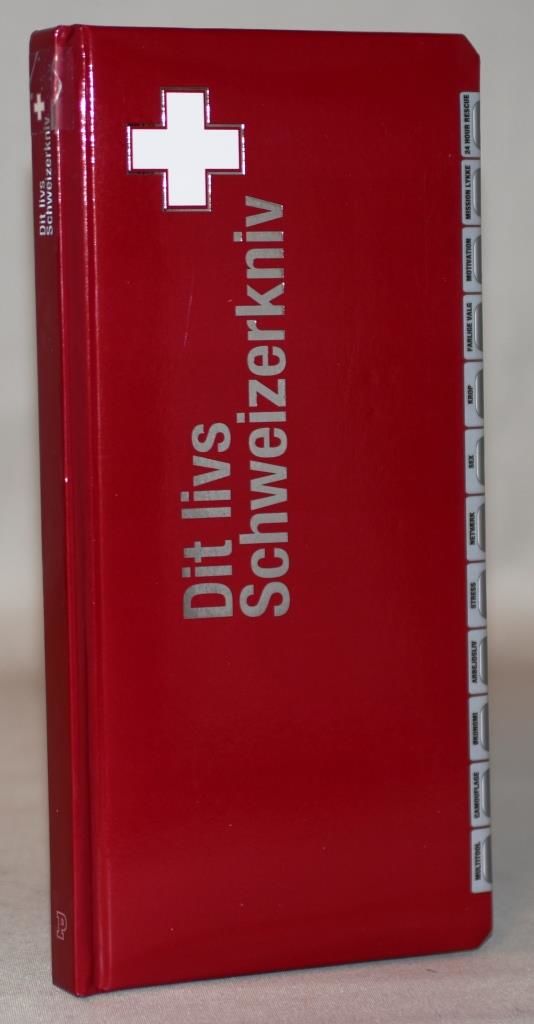 Dit livs
Schweizerkniv
Dit livs
Schweizerkniv
24 HOUR RESCUE
MISSION LYKKE
MOTIVATION
FARLIGE VALG
KROP
SEX
NETVÆRK
STRESS
ARBEJDSLIV
ØKONOMI
CAMOUFLAGE
MULTITOOL